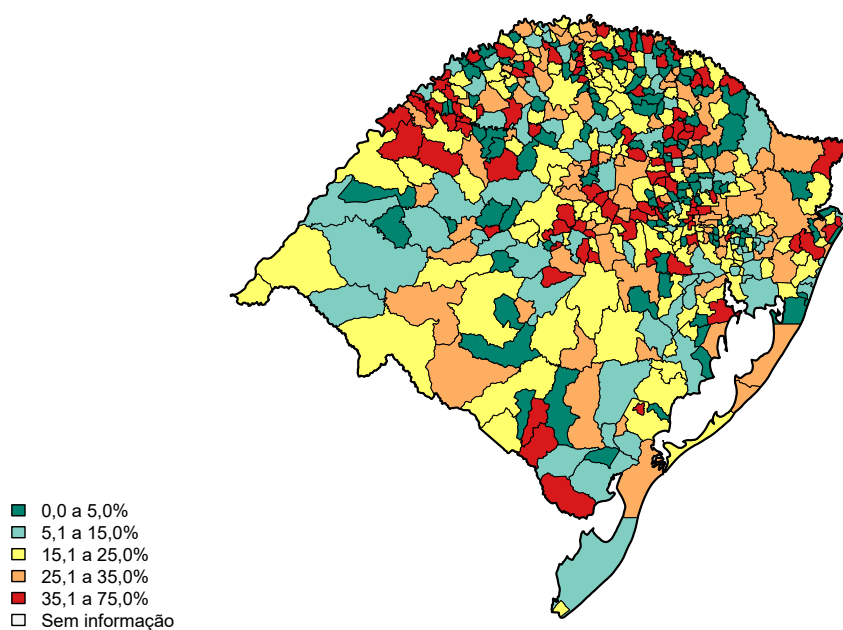 0,0 a 5,0%
5,1 a 15,0%
15,1 a 25,0%
25,1 a 35,0%
35,1 a 75,0%
Sem informação